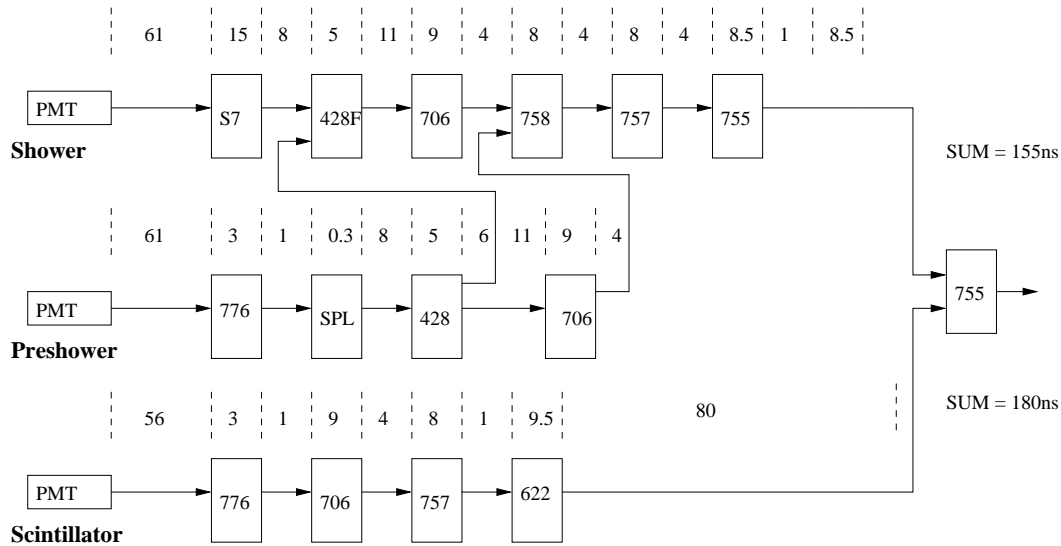 61 15 8 5 11 9 4 8 4 8 4 8.5 1 8.5
PMT S7 428F 706 758 757 755
Shower
SUM = 155ns
61 3 1 0.3 8 5 6 11 9 4
PMT 776 SPL 428 706 755
Preshower
56 3 1 9 4 8 1 9.5 80
SUM = 180ns
PMT 776 706 757 622
Scintillator